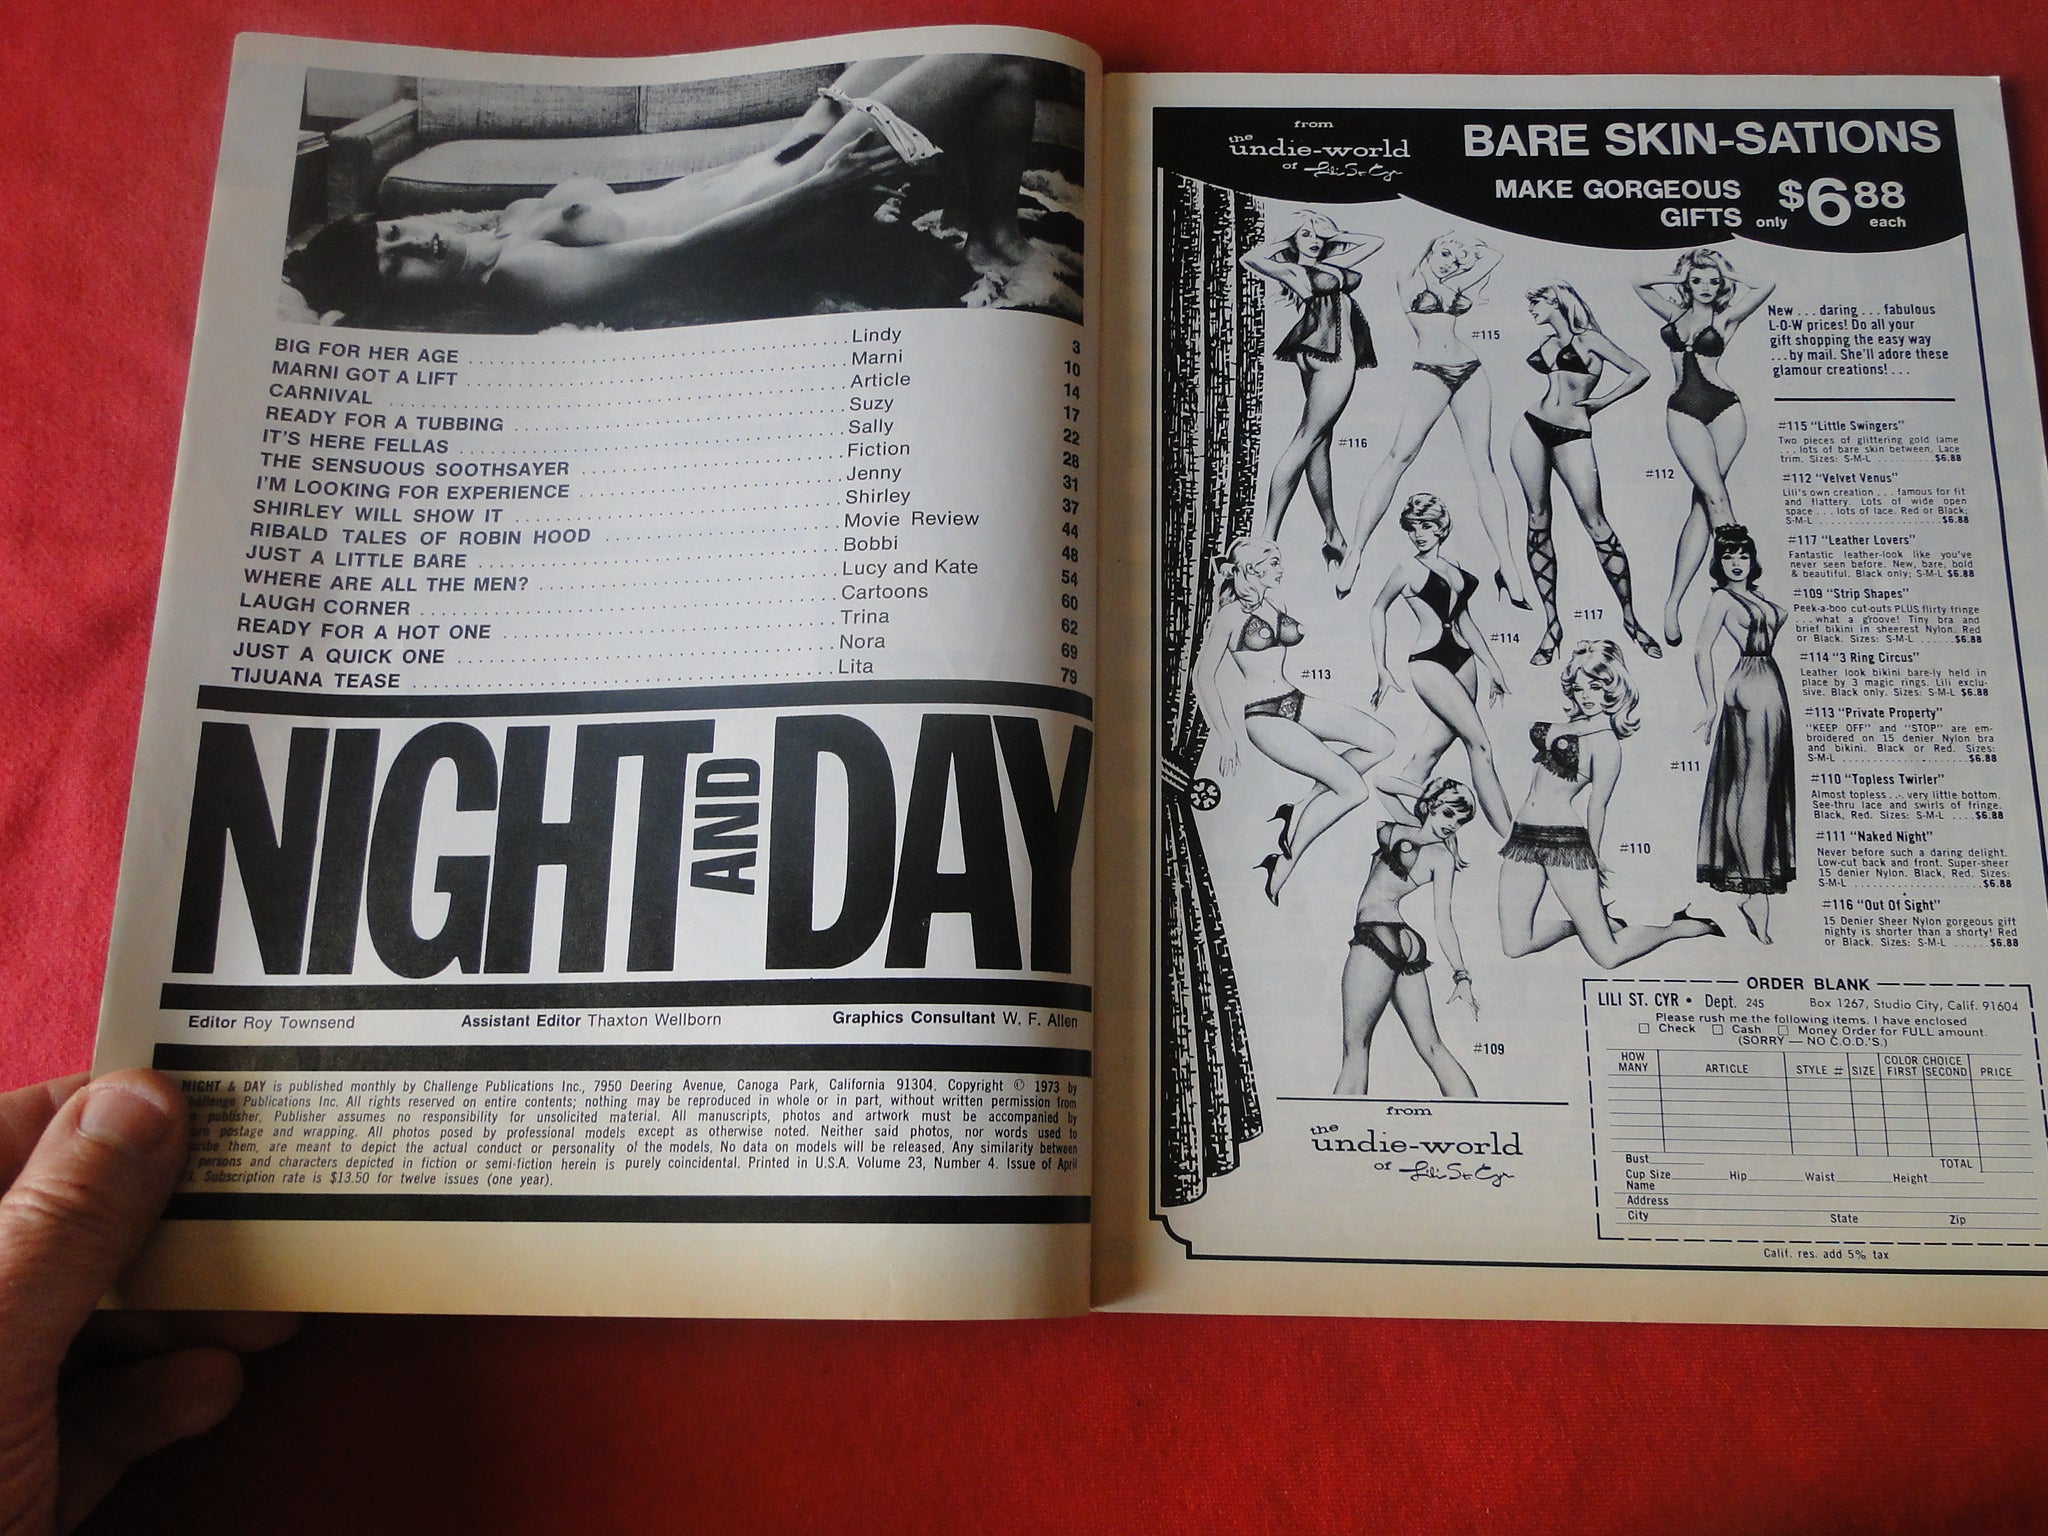 BIG FOR HER AGE Lindy 3
MARNI GOT A LIFT Marni 10
CARNIVAL Article 14
READY FOR A TUBBING Suzy 17
IT'S HERE FELLAS Sally 22
THE SENSUOUS SOOTHSAYER Fiction 28
I'M LOOKING FOR EXPERIENCE Jenny 31
SHIRLEY WILL SHOW IT Shirley 37
RIBALD TALES OF ROBIN HOOD Movie Review 44
JUST A LITTLE BARE Bobbi 48
WHERE ARE ALL THE MEN? Lucy and Kate 54
LAUGH CORNER Cartoons 60
READY FOR A HOT ONE Trina 62
JUST A QUICK ONE Nora 69
TIJUANA TEASE Lita 79
NIGHT AND DAY
Editor Roy Townsend Assistant Editor Thaxton Wellborn Graphics Consultant W. F. Allen
NIGHT & DAY is published monthly by Challenge Publications Inc., 7950 Deering Avenue, Canoga Park, California 91304. Copyright © 1973 by
Challenge Publications Inc. All rights reserved on entire contents; nothing may be reproduced in whole or in part, without written permission from
publisher. Publisher assumes no responsibility for unsolicited material. All manuscripts, photos and artwork must be accompanied by
postage and wrapping. All photos posed by professional models except as otherwise noted. Neither said photos, nor words used to
them, are meant to depict the actual conduct or personality of the models. No data on models will be released. Any similarity between
persons and characters depicted in fiction or semi-fiction herein is purely coincidental. Printed in U.S.A. Volume 23, Number 4. Issue of April
Subscription rate is $13.50 for twelve issues (one year).
from
the undie-world
of Lili St. Cyr
BARE SKIN-SATIONS
MAKE GORGEOUS
GIFTS only $6 88 each
New ... daring ... fabulous
L-O-W prices! Do all your
gift shopping the easy way
...by mail. She'll adore these
glamour creations!...
#116
#115
#117
#112
#113
#114
#111
#110
#109
#115 "Little Swingers"
Two pieces of glittering gold lame
... lots of bare skin between. Lace
trim. Sizes: S-M-L $6.88
#112 "Velvet Venus"
Lili's own creation ... famous for fit
and flattery. Lots of wide open
space ... lots of lace. Red or Black;
S-M-L $6.88
#117 "Leather Lovers"
Fantastic leather-look like you've
never seen before. New, bare, bold
& beautiful. Black only; S-M-L $6.88
#109 "Strip Shapes"
Peek-a-boo cut-outs PLUS flirty fringe
... what a groove! Tiny bra and
brief bikini in sheerest Nylon. Red
or Black. Sizes: S-M-L $6.88
#114 "3 Ring Circus"
Leather look bikini bare-ly held in
place by 3 magic rings. Lili exclu-
sive. Black only. Sizes: S-M-L $6.88
#113 "Private Property"
"KEEP OFF" and "STOP" are em-
broidered on 15 denier Nylon bra
and bikini. Black or Red. Sizes:
S-M-L $6.88
#110 "Topless Twirler"
Almost topless ... very little bottom.
See-thru lace and swirls of fringe.
Black, Red. Sizes: S-M-L $6.88
#111 "Naked Night"
Never before such a daring delight.
Low-cut back and front. Super-sheer
15 denier Nylon. Black, Red. Sizes:
S-M-L $6.88
#116 "Out Of Sight"
15 Denier Sheer Nylon gorgeous gift
nighty is shorter than a shorty! Red
or Black. Sizes: S-M-L $6.88
from
the undie-world
of Lili St. Cyr
ORDER BLANK
LILI ST. CYR • Dept. 245 Box 1267, Studio City, Calif. 91604
Please rush me the following items. I have enclosed
Check Cash Money Order for FULL amount.
(SORRY — NO C.O.D.'S.)
HOW MANY ARTICLE STYLE # SIZE COLOR CHOICE FIRST SECOND PRICE
Bust TOTAL
Cup Size Hip Waist Height
Name
Address
City State Zip
Calif. res. add 5% tax